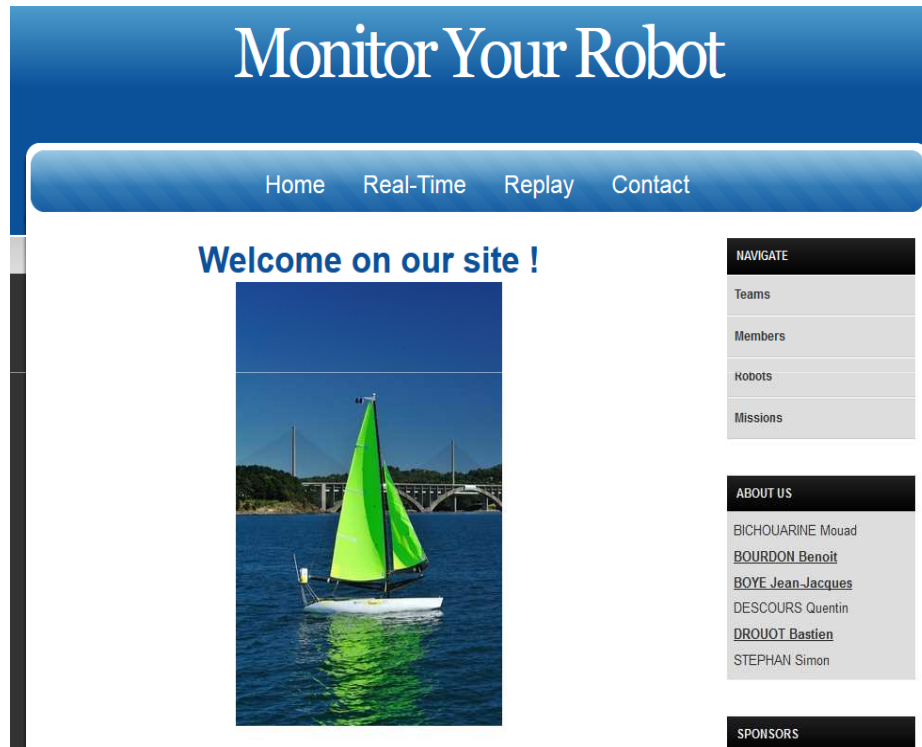 Monitor Your Robot
Home Real-Time Replay Contact
Welcome on our site !
NAVIGATE
Teams
Members
Robots
Missions
ABOUT US
BICHOUARINE Mouad
BOURDON Benoit
BOYE Jean-Jacques
DESCOURS Quentin
DROUOT Bastien
STEPHAN Simon
SPONSORS